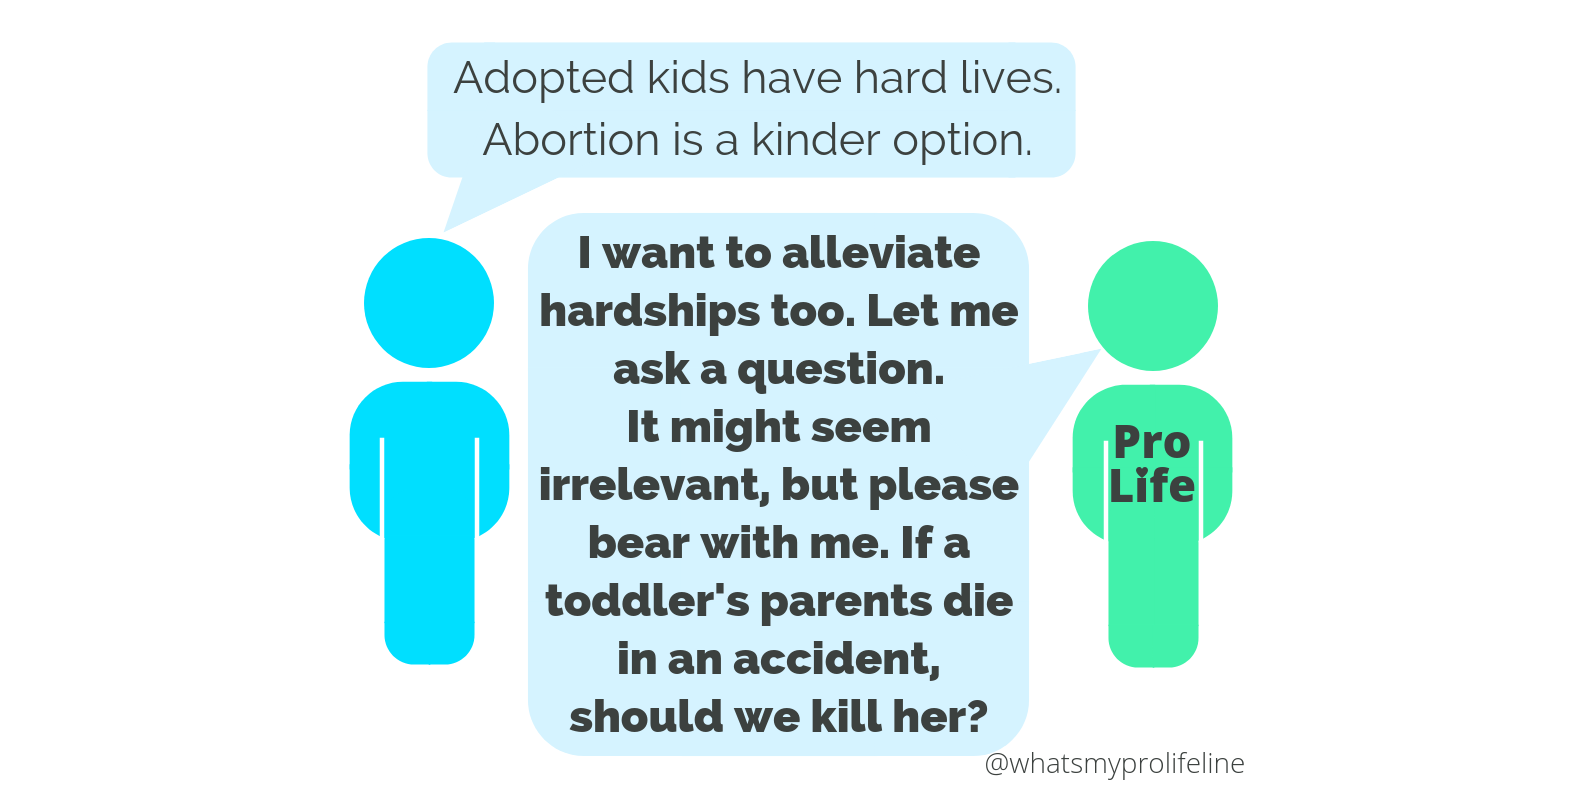 Adopted kids have hard lives.
Abortion is a kinder option.
I want to alleviate
hardships too. Let me
ask a question.
It might seem
irrelevant, but please
bear with me. If a
toddler's parents die
in an accident,
should we kill her?
Pro
Life
@whatsmyprolifeline